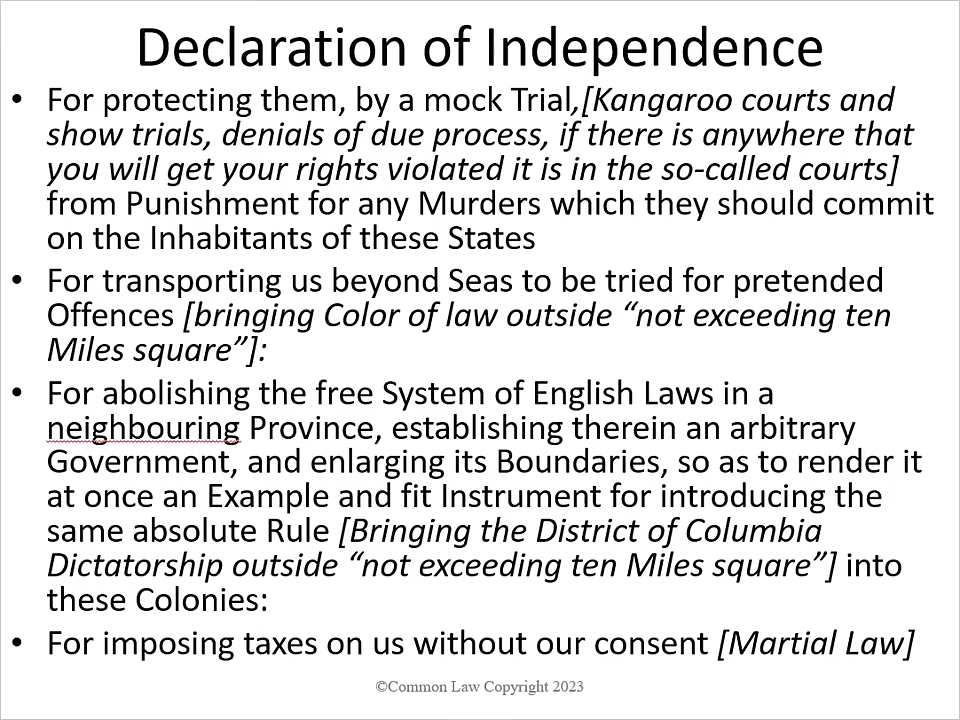 Declaration of Independence
• For protecting them, by a mock Trial,[Kangaroo courts and
show trials, denials of due process, if there is anywhere that
you will get your rights violated it is in the so-called courts]
from Punishment for any Murders which they should commit
on the Inhabitants of these States
• For transporting us beyond Seas to be tried for pretended
Offences [bringing Color of law outside “not exceeding ten
Miles square”]:
• For abolishing the free System of English Laws in a
neighbouring Province, establishing therein an arbitrary
Government, and enlarging its Boundaries, so as to render it
at once an Example and fit Instrument for introducing the
same absolute Rule [Bringing the District of Columbia
Dictatorship outside “not exceeding ten Miles square”] into
these Colonies:
• For imposing taxes on us without our consent [Martial Law]
©Common Law Copyright 2023